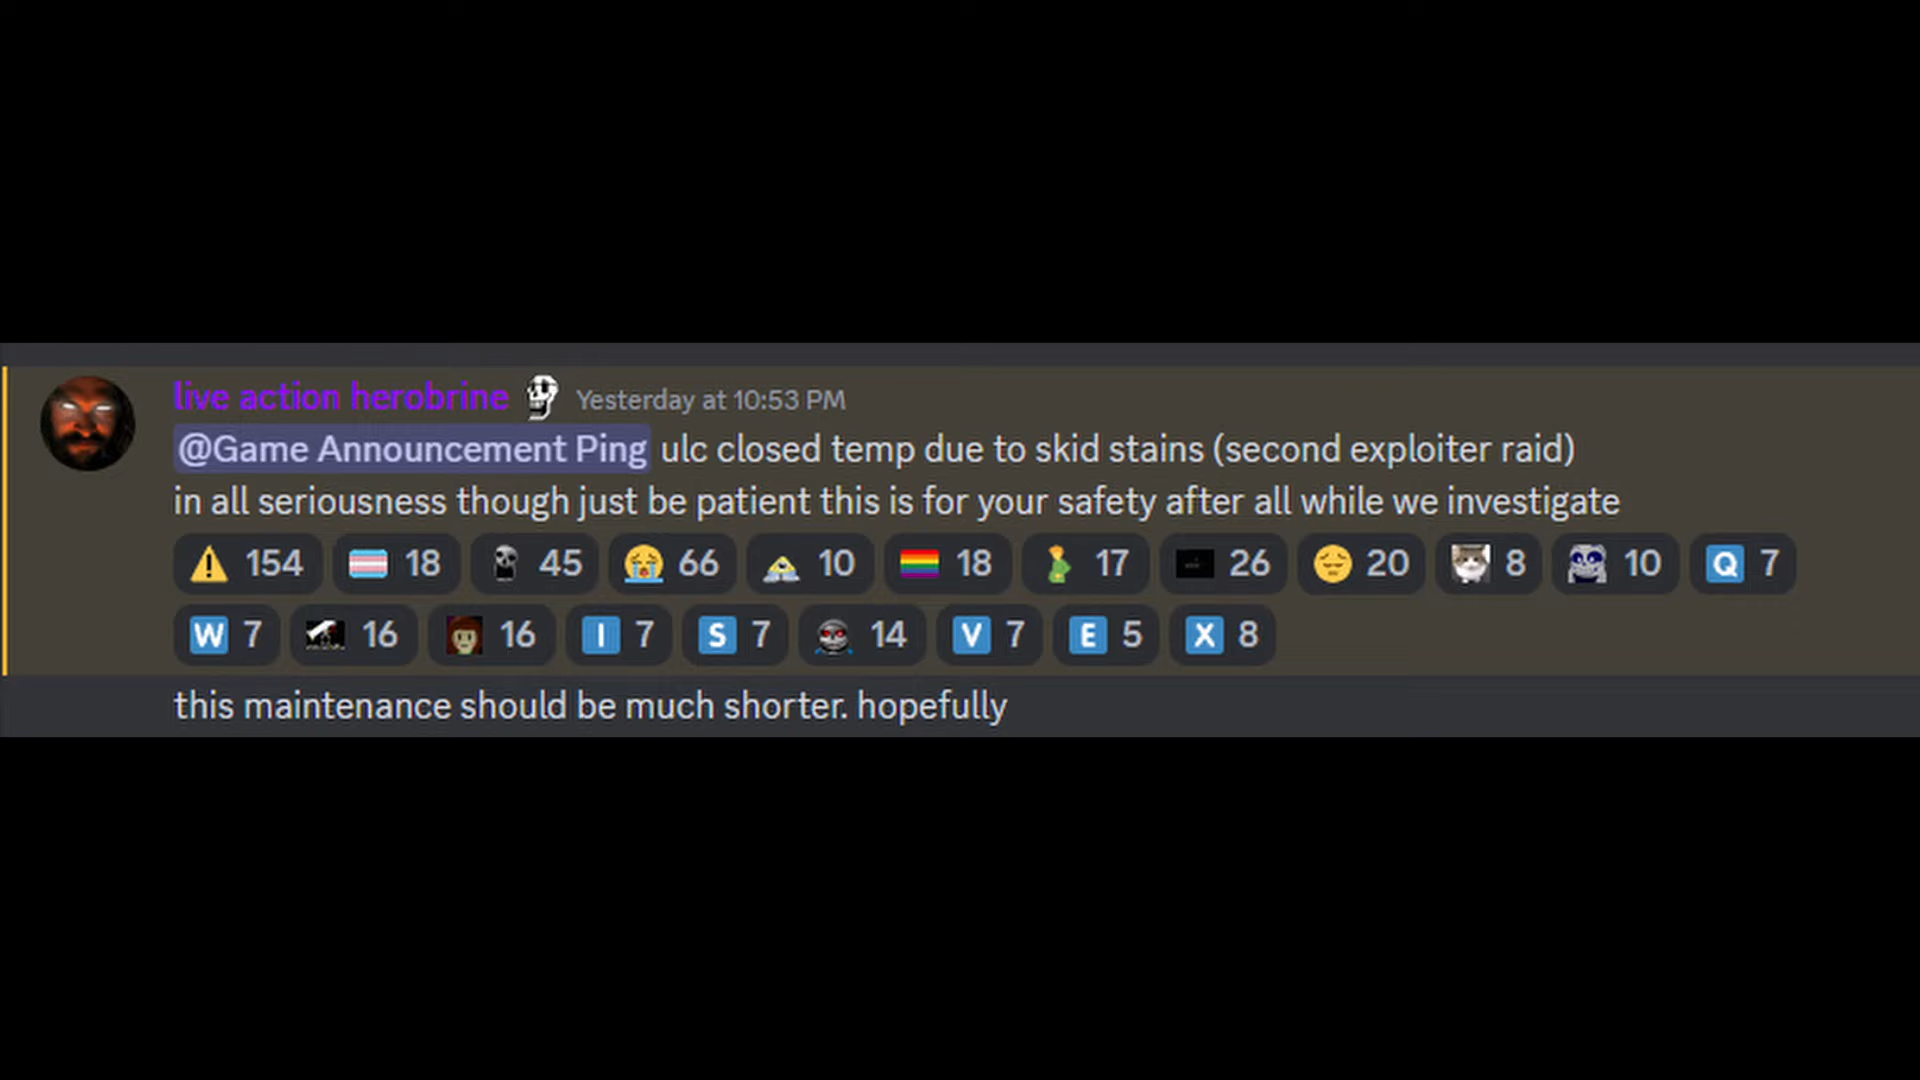 live action herobrine Yesterday at 10:53 PM
@Game Announcement Ping ulc closed temp due to skid stains (second exploiter raid)
in all seriousness though just be patient this is for your safety after all while we investigate
154 18 45 66 10 18 17 26 20 8 10 Q 7
W 7 16 16 I 7 S 7 14 V 7 E 5 X 8
this maintenance should be much shorter. hopefully